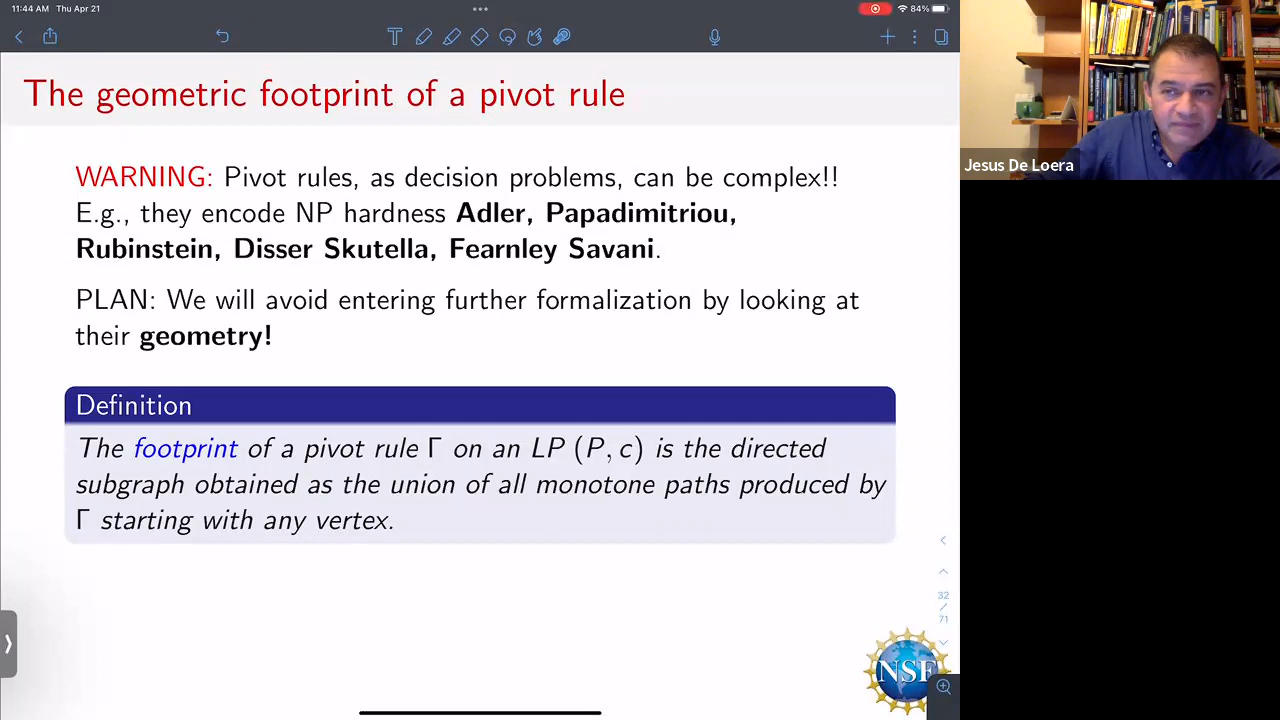 11:44 AM Thu Apr 21
84%
The geometric footprint of a pivot rule
WARNING: Pivot rules, as decision problems, can be complex!!
E.g., they encode NP hardness Adler, Papadimitriou,
Rubinstein, Disser Skutella, Fearnley Savani.
PLAN: We will avoid entering further formalization by looking at
their geometry!
Definition
The footprint of a pivot rule Γ on an LP (P, c) is the directed
subgraph obtained as the union of all monotone paths produced by
Γ starting with any vertex.
32
/
71
NSF
Jesus De Loera